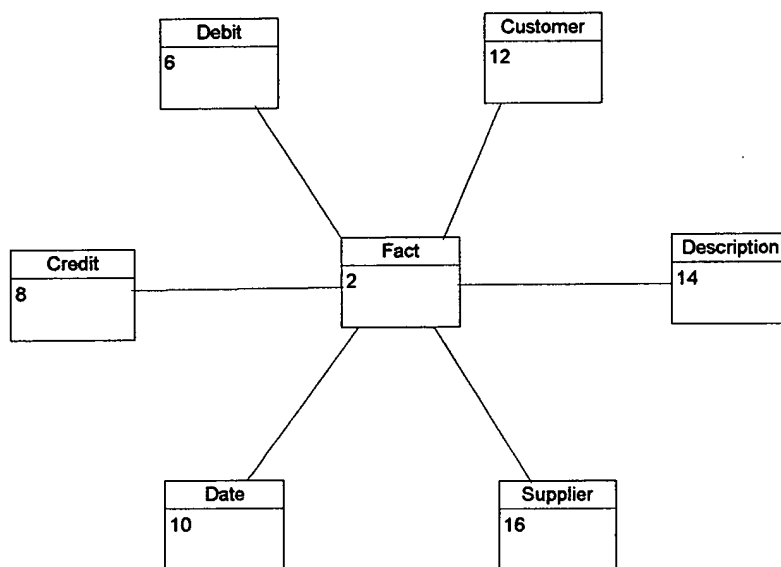 Debit
6
Customer
12
Credit
8
Fact
2
Description
14
Date
10
Supplier
16